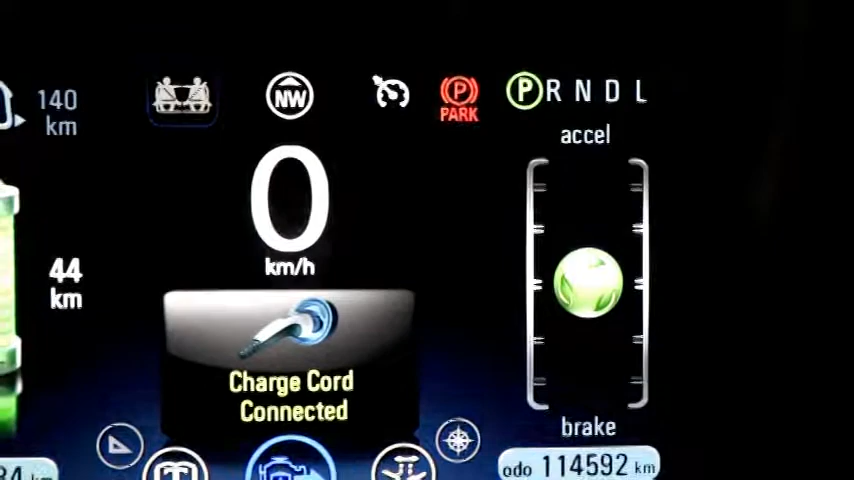 140
km
NW
P
PARK
P R N D L
accel
0
km/h
44
km
Charge Cord
Connected
brake
odo 114592 km